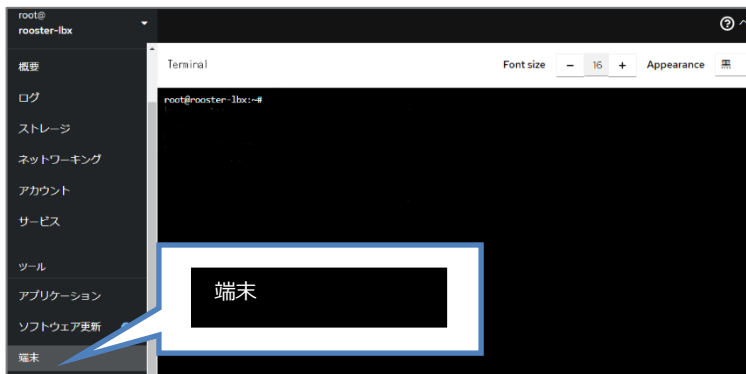 root@
rooster-lbx
概要
ログ
ストレージ
ネットワーキング
アカウント
サービス
ツール
アプリケーション
ソフトウェア更新
端末
Terminal
Font size － 16 + Appearance 黒
root@rooster-lbx:~#
端末